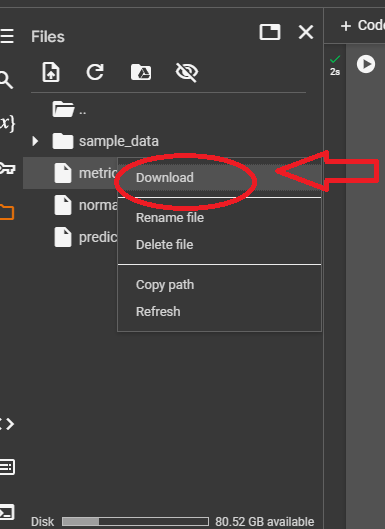 Files
+ Code
2s
{x}
..
sample_data
metric
norma
predic
Download
Rename file
Delete file
Copy path
Refresh
Disk
80.52 GB available